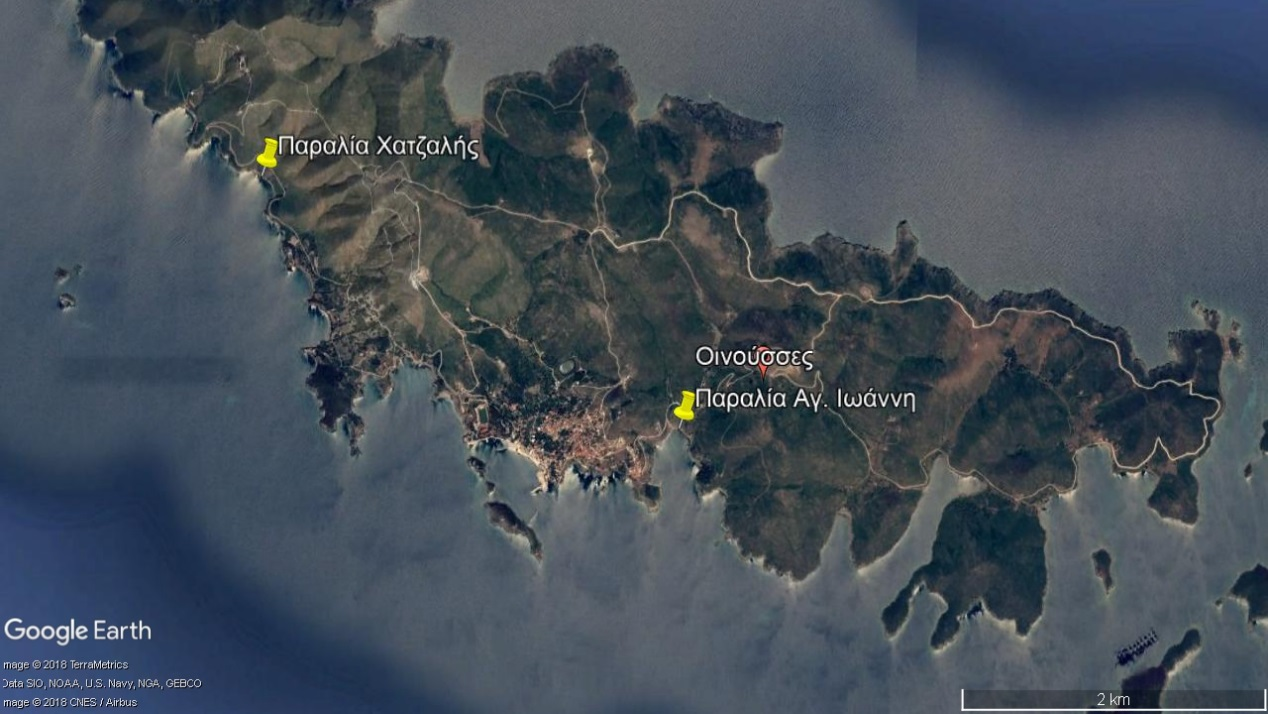 Παραλία Χατζαλής
Οινούσσες
Παραλία Αγ. Ιωάννη
Google Earth
mage © 2018 TerraMetrics
Data SIO, NOAA, U.S. Navy, NGA, GEBCO
mage © 2018 CNES / Airbus
2 km